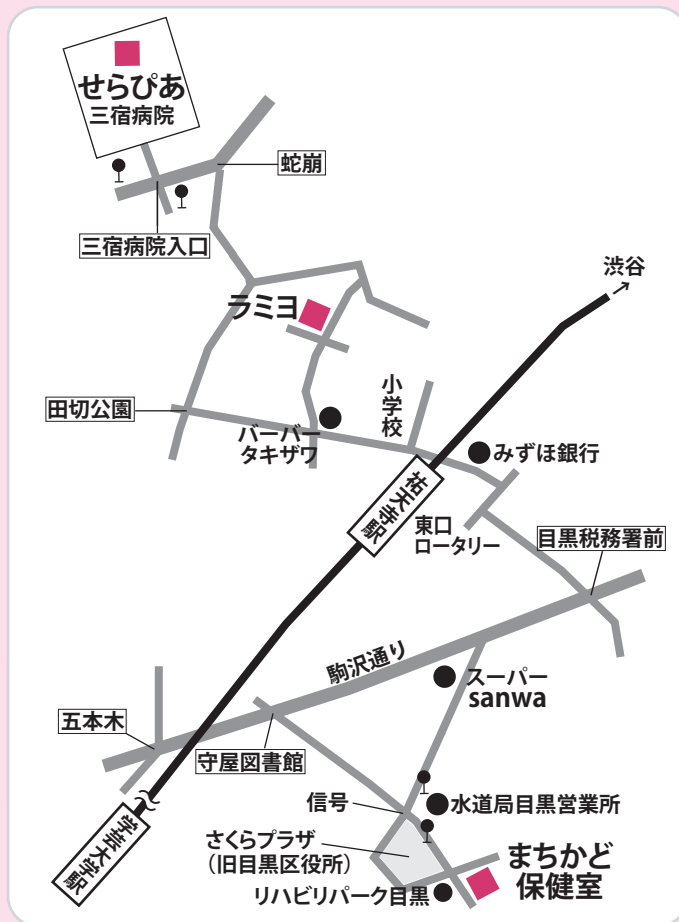 せらぴあ
三宿病院
蛇崩
三宿病院入口
渋谷
ラミヨ
小学校
田切公園
バーバー
タキザワ
みずほ銀行
祐天寺駅
東口
ロータリー
目黒税務署前
駒沢通り
スーパー
sanwa
五本木
守屋図書館
信号
水道局目黒営業所
さくらプラザ
(旧目黒区役所)
学芸大学駅
まちかど
保健室
リハビリパーク目黒